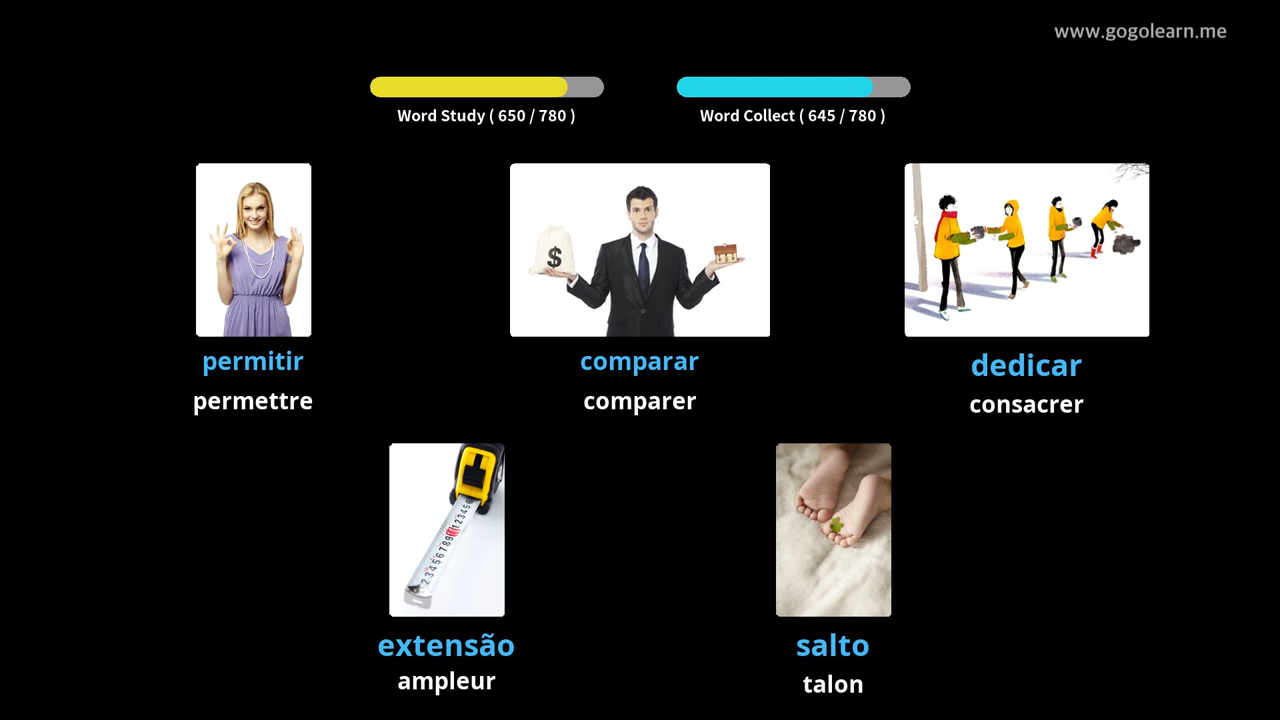 www.gogolearn.me
Word Study ( 650 / 780 )
Word Collect ( 645 / 780 )
$
permitir
comparar
dedicar
permettre
comparer
consacrer
extensão
salto
ampleur
talon